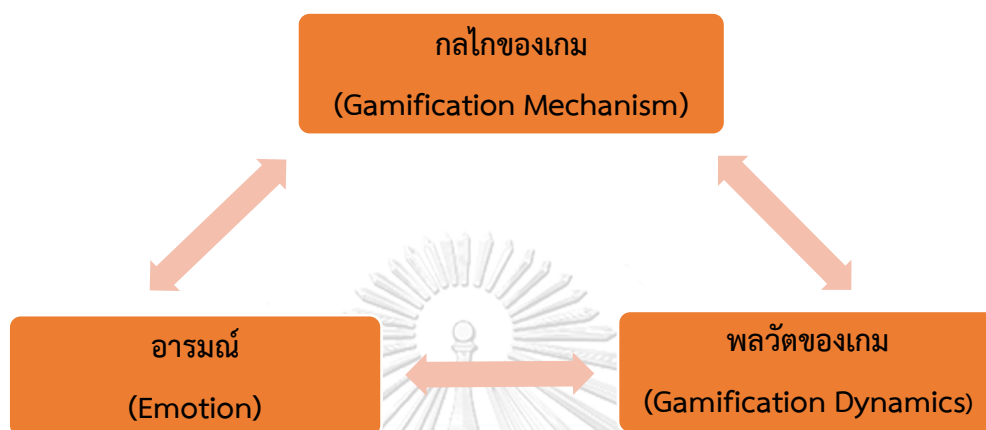 กลไกของเกม
(Gamification Mechanism)
อารมณ์
(Emotion)
พลวัตของเกม
(Gamification Dynamics)